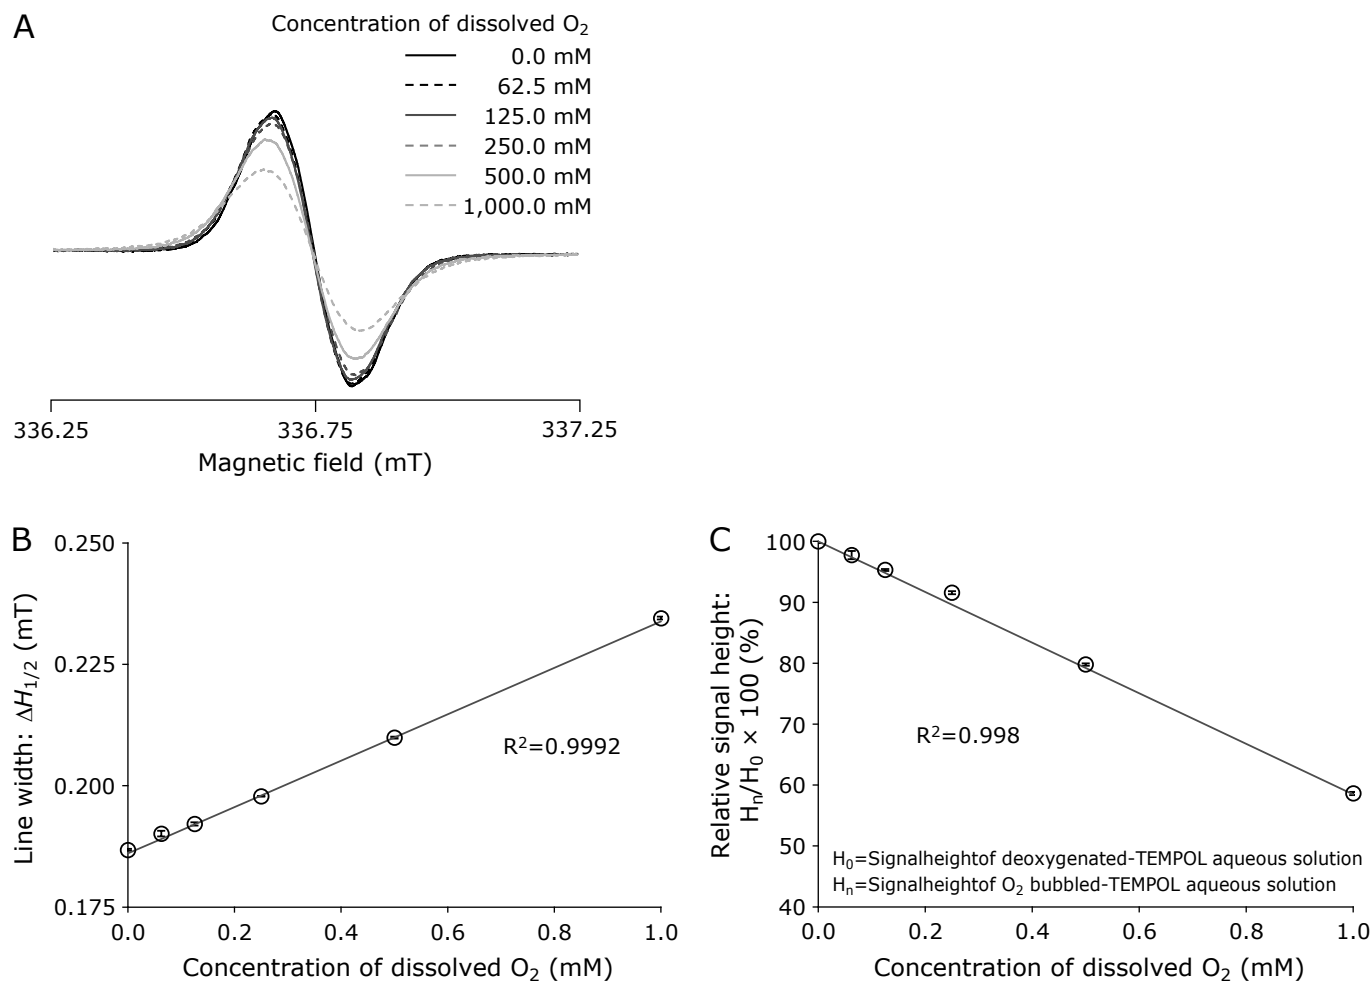 A
Concentration of dissolved O₂
0.0 mM
62.5 mM
125.0 mM
250.0 mM
500.0 mM
1,000.0 mM
336.25
336.75
337.25
Magnetic field (mT)
B
0.250
0.225
0.200
0.175
Line width: ΔH₁/₂ (mT)
R²=0.9992
0.0
0.2
0.4
0.6
0.8
1.0
Concentration of dissolved O₂ (mM)
C
100
90
80
70
60
50
40
Relative signal height:
Hₙ/H₀ × 100 (%)
R²=0.998
H₀=Signalheightof deoxygenated-TEMPOL aqueous solution
Hₙ=Signalheightof O₂ bubbled-TEMPOL aqueous solution
0.0
0.2
0.4
0.6
0.8
1.0
Concentration of dissolved O₂ (mM)